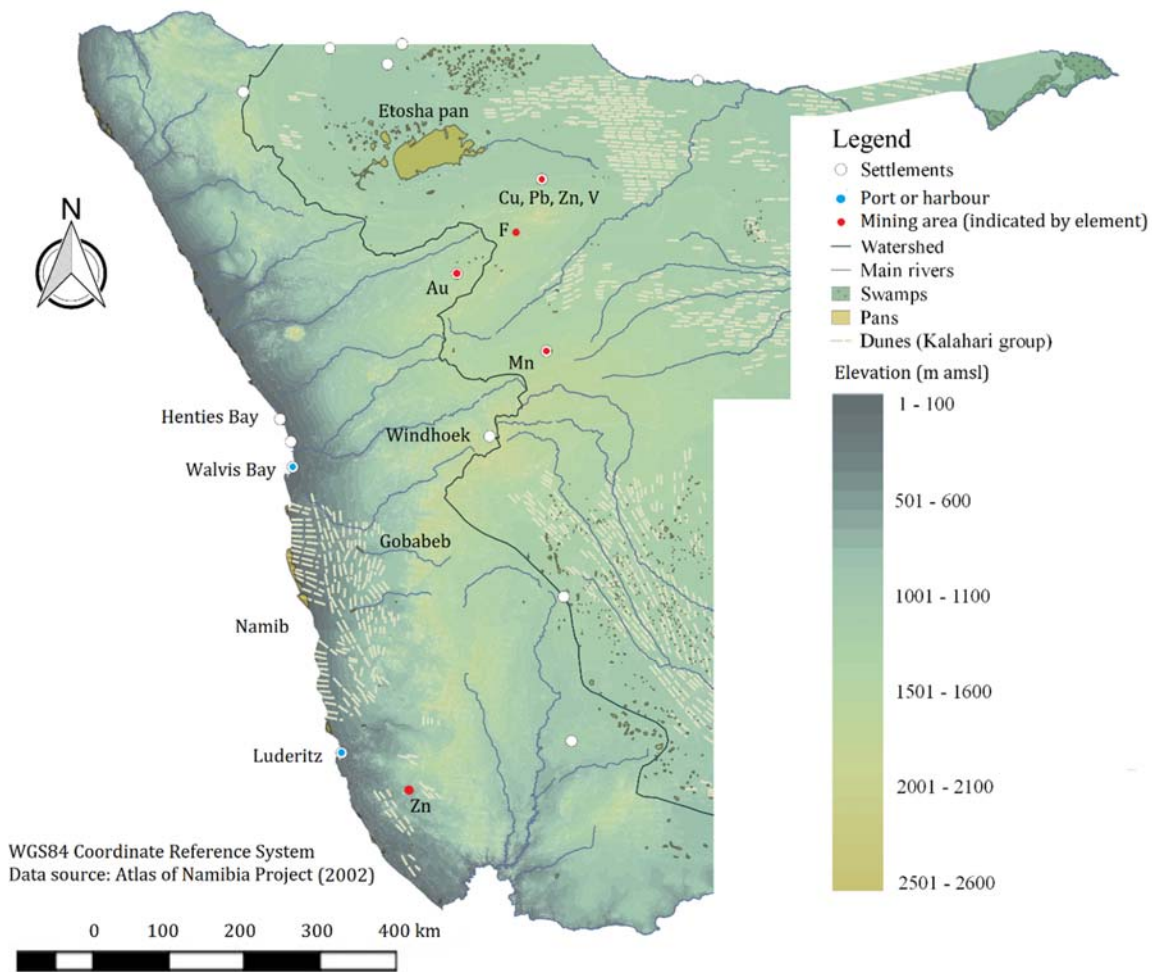 Etosha pan
Cu, Pb, Zn, V
F
Au
Mn
Henties Bay
Windhoek
Walvis Bay
Gobabeb
Namib
Luderitz
Zn
N
Legend
Settlements
Port or harbour
Mining area (indicated by element)
Watershed
Main rivers
Swamps
Pans
Dunes (Kalahari group)
Elevation (m amsl)
1 - 100
501 - 600
1001 - 1100
1501 - 1600
2001 - 2100
2501 - 2600
WGS84 Coordinate Reference System
Data source: Atlas of Namibia Project (2002)
0 100 200 300 400 km